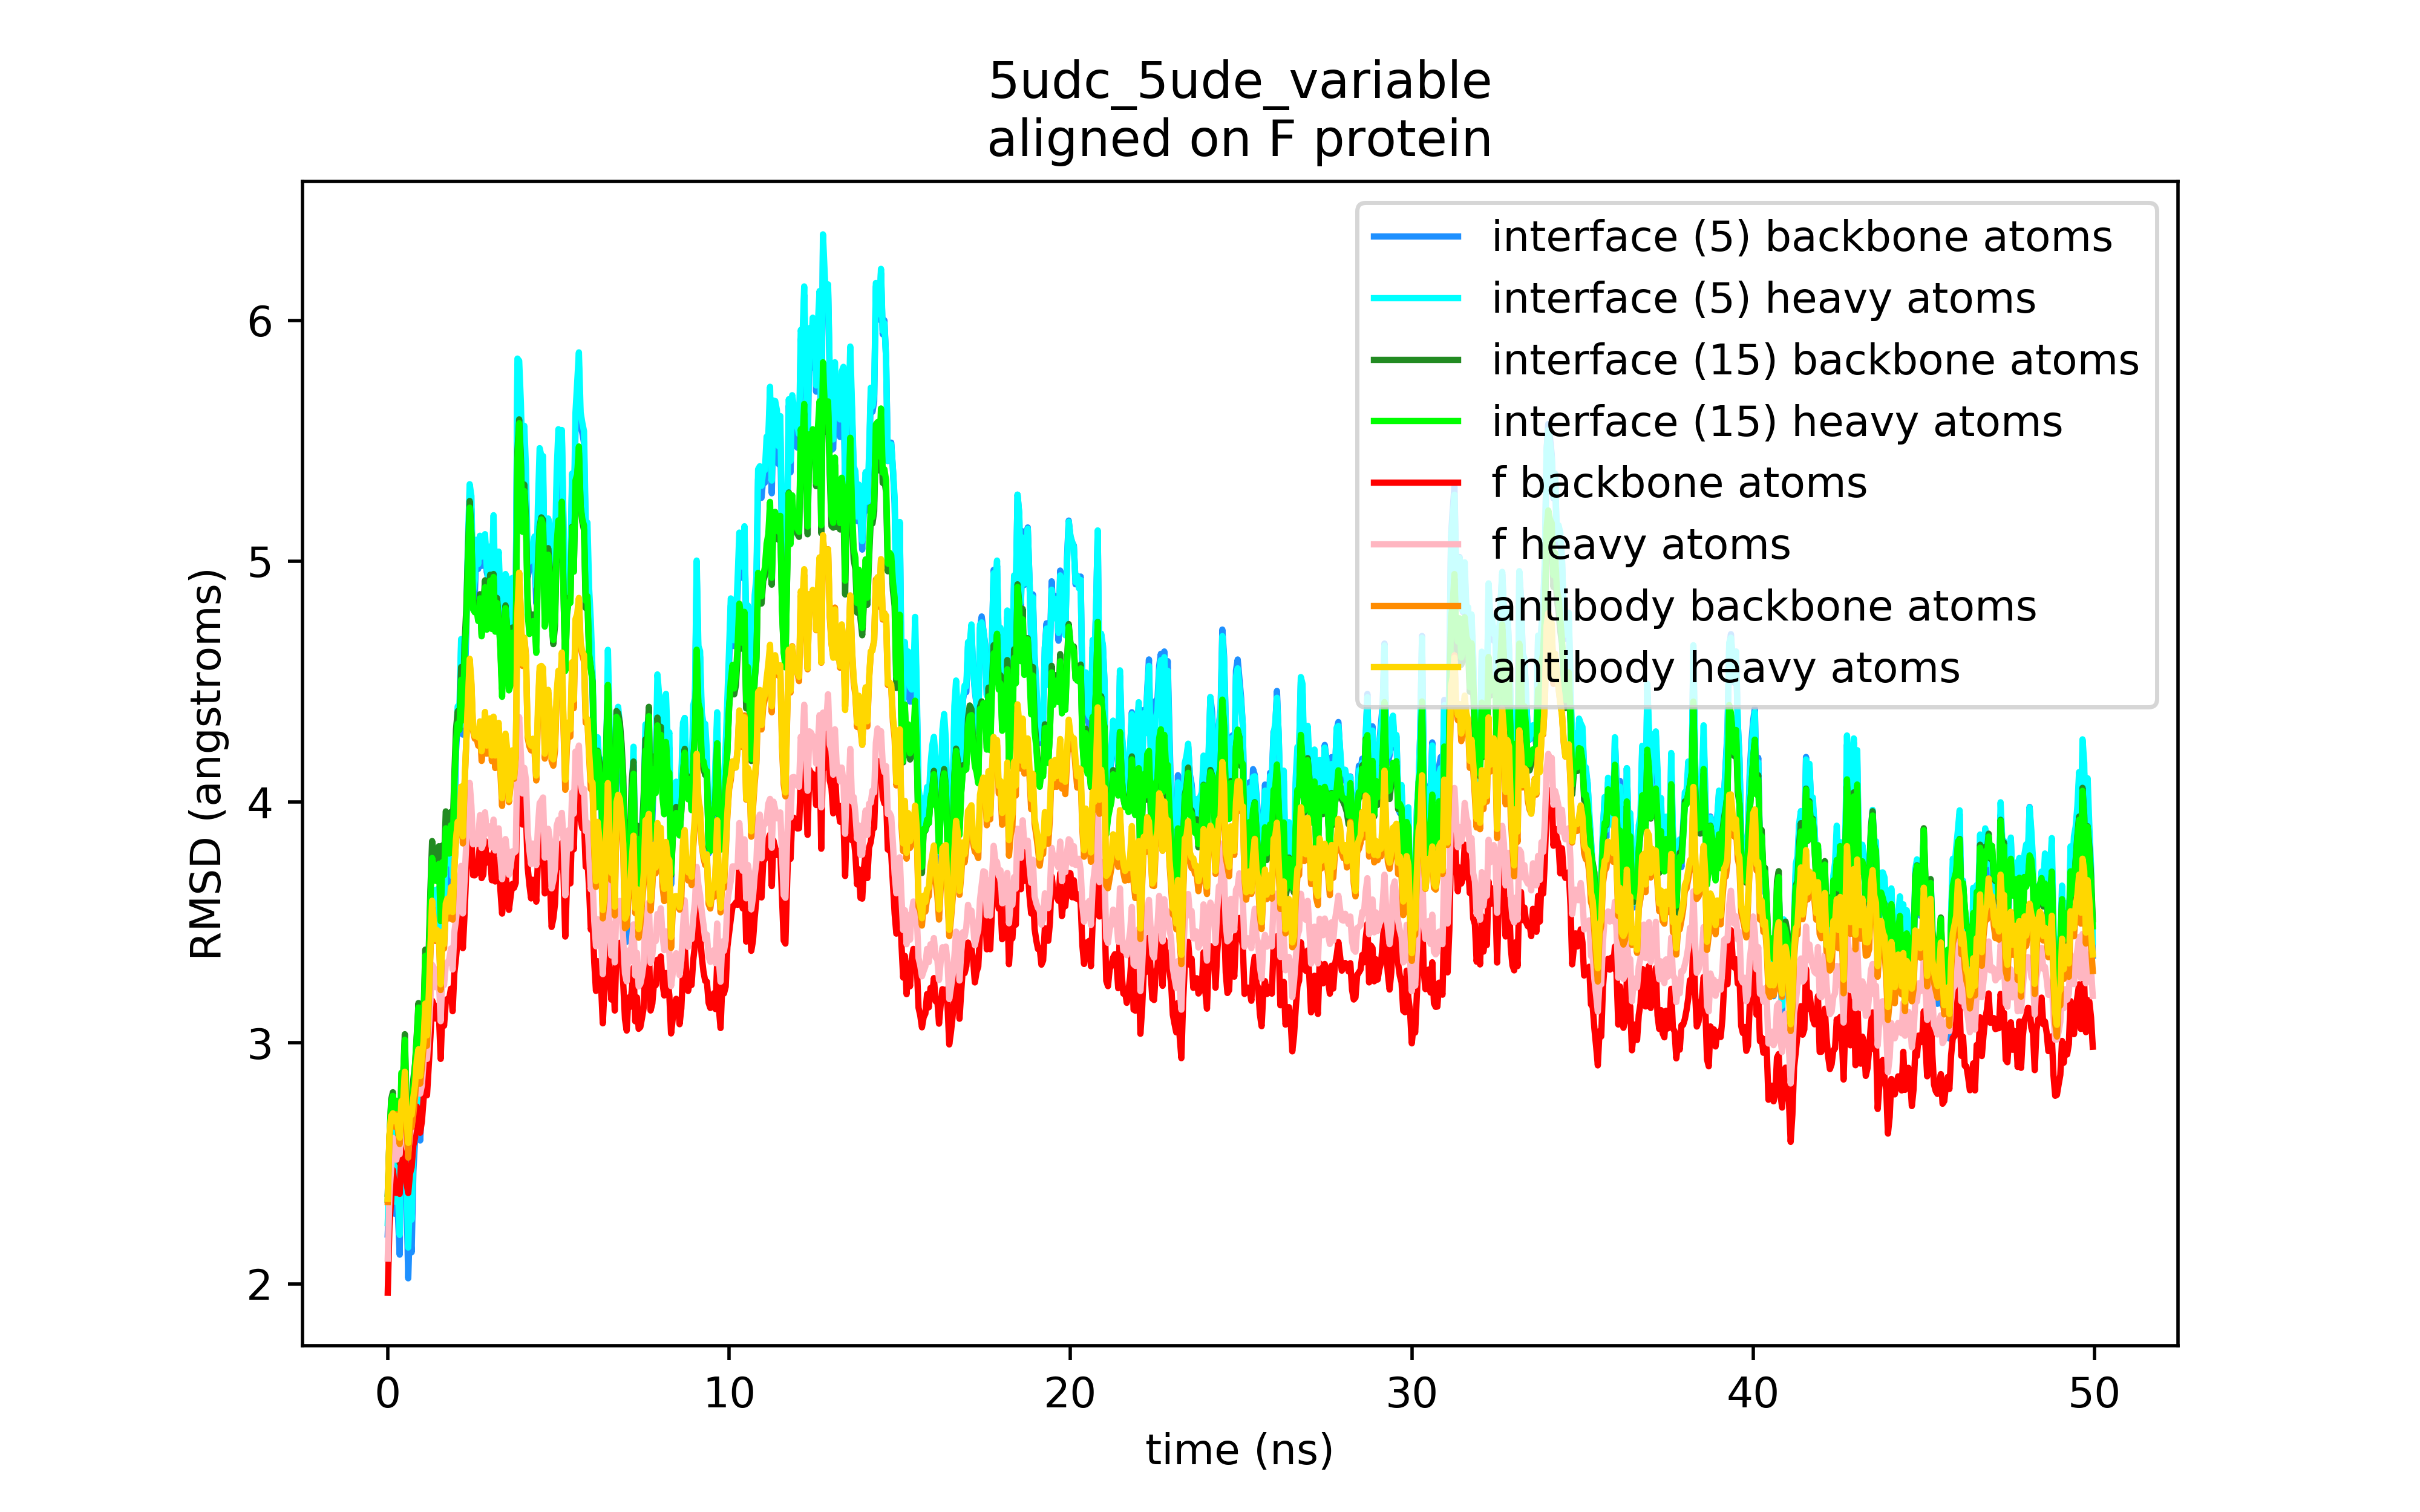 5udc_5ude_variable
aligned on F protein
interface (5) backbone atoms
interface (5) heavy atoms
interface (15) backbone atoms
interface (15) heavy atoms
f backbone atoms
f heavy atoms
antibody backbone atoms
antibody heavy atoms
RMSD (angstroms)
6
5
4
3
2
0 10 20 30 40 50
time (ns)